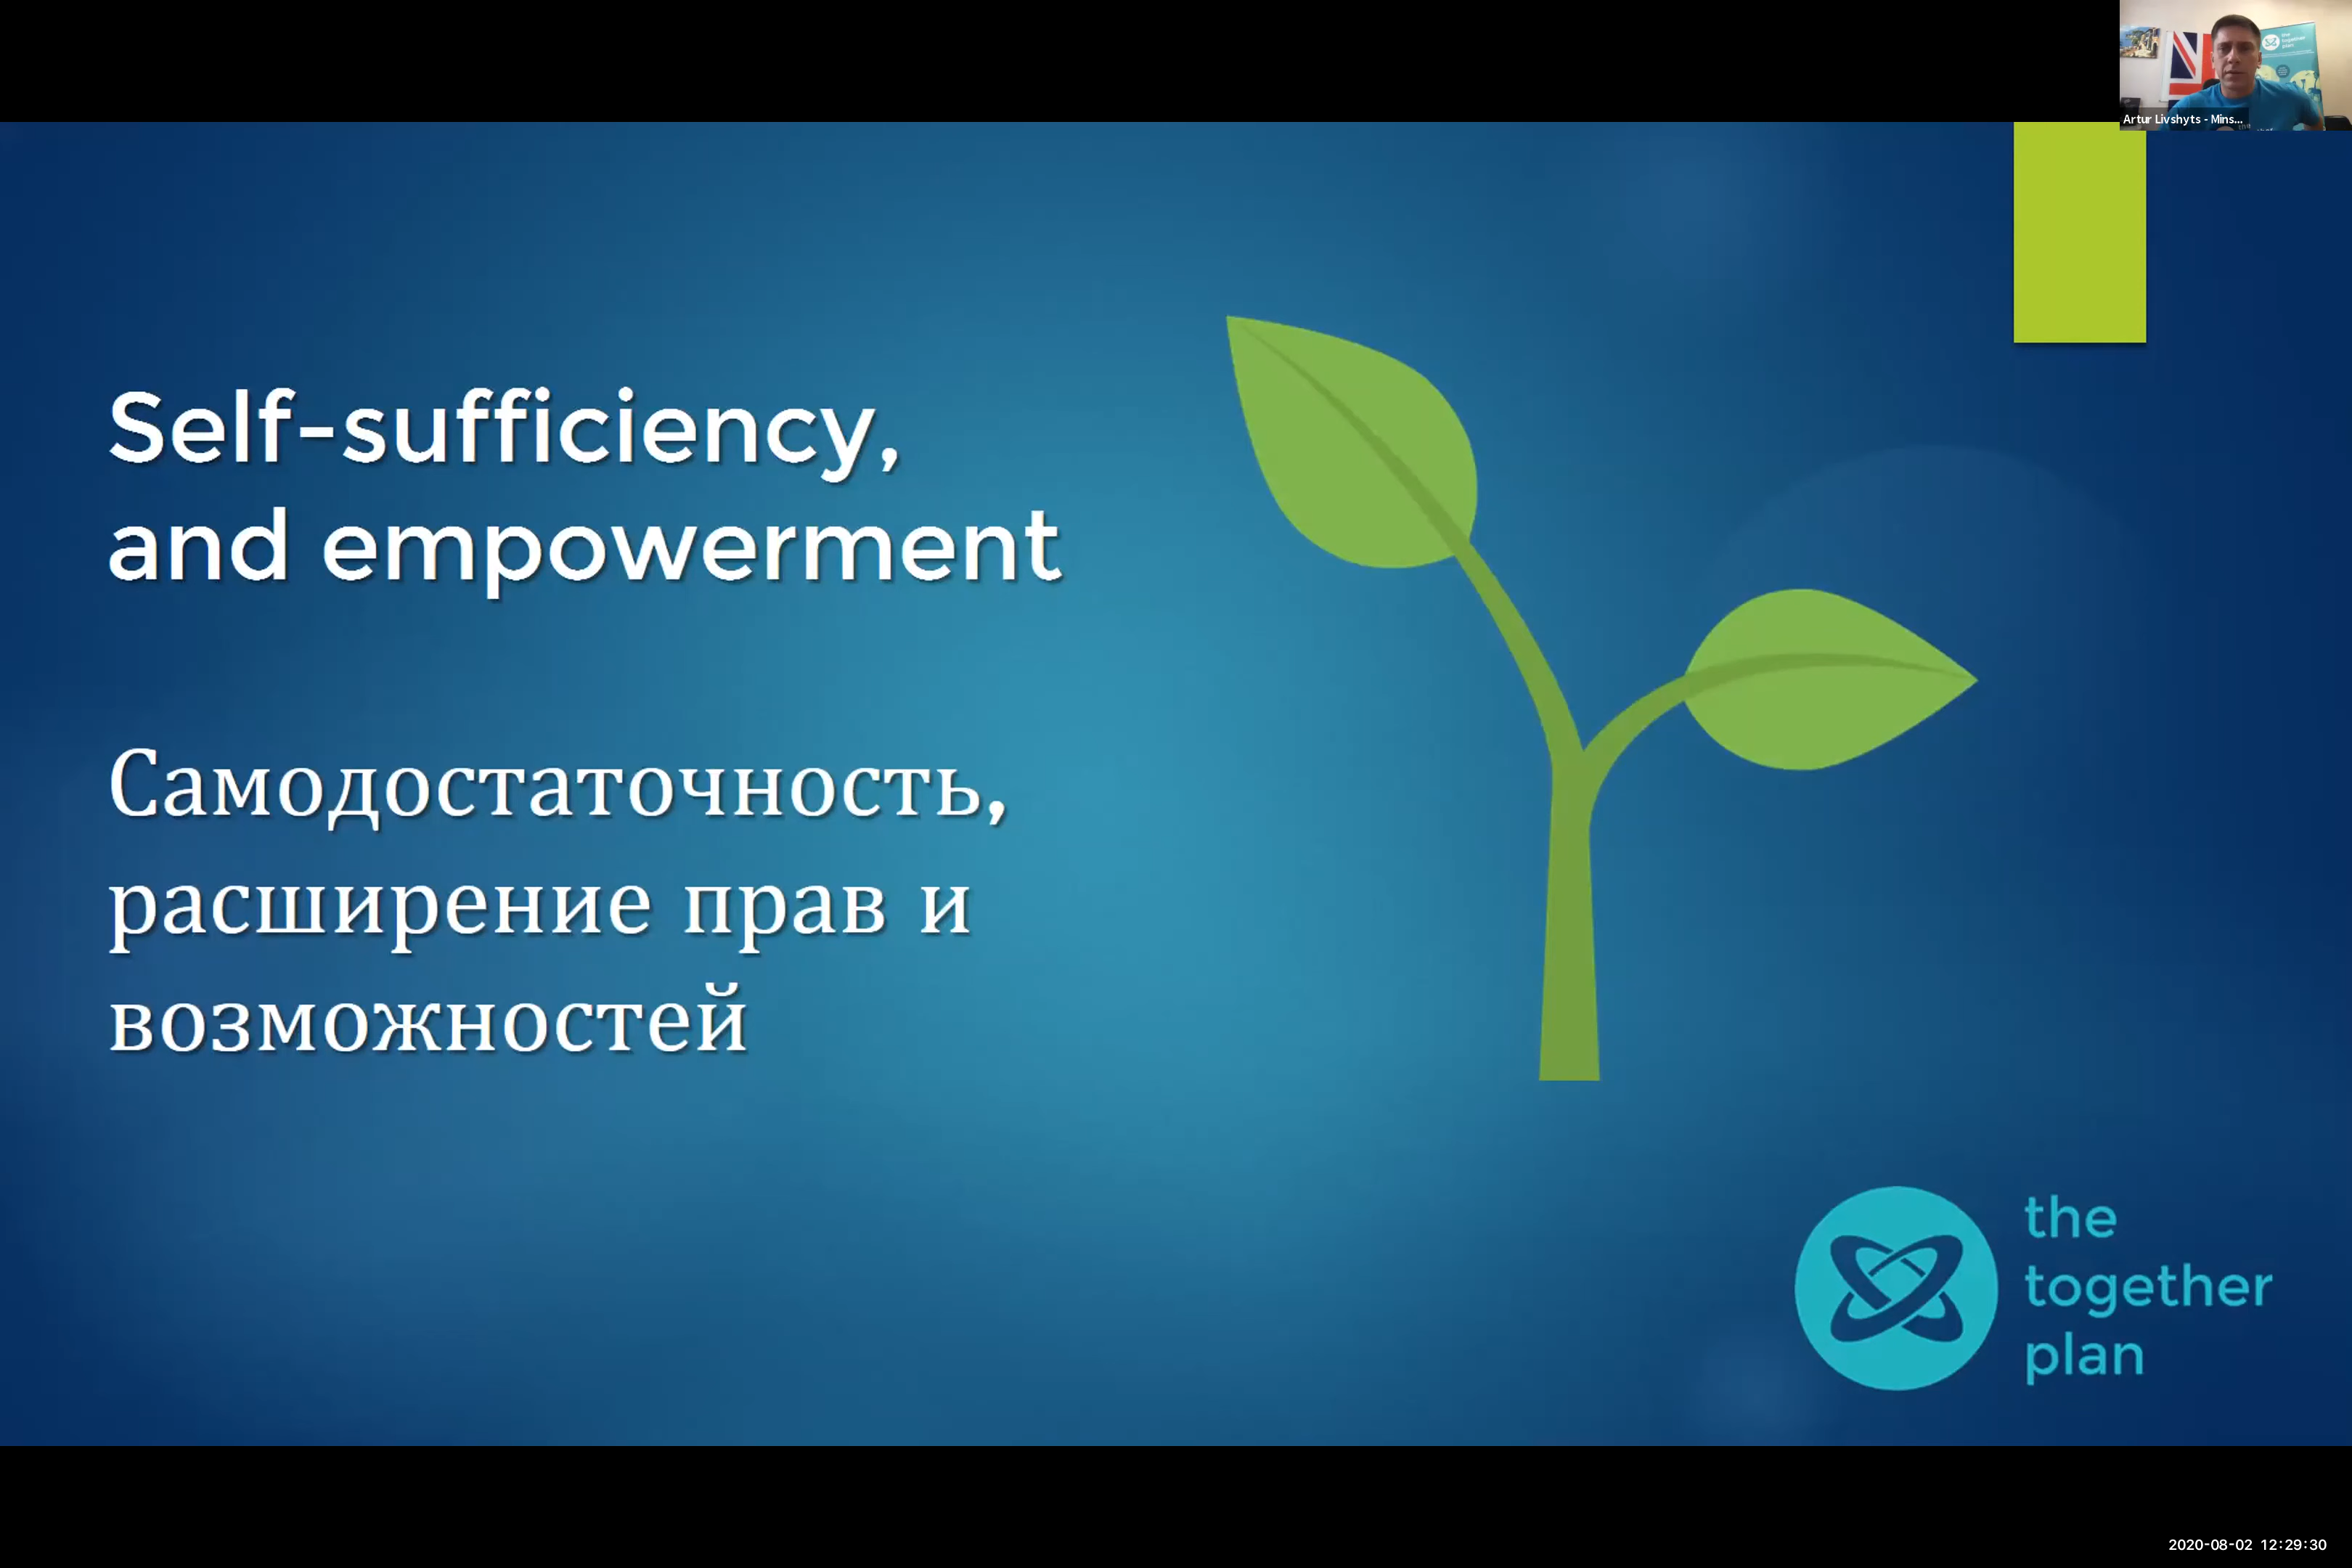 Artur Livshyts - Mins...
Self-sufficiency,
and empowerment
Самодостаточность,
расширение прав и
возможностей
the
together
plan
2020-08-02 12:29:30